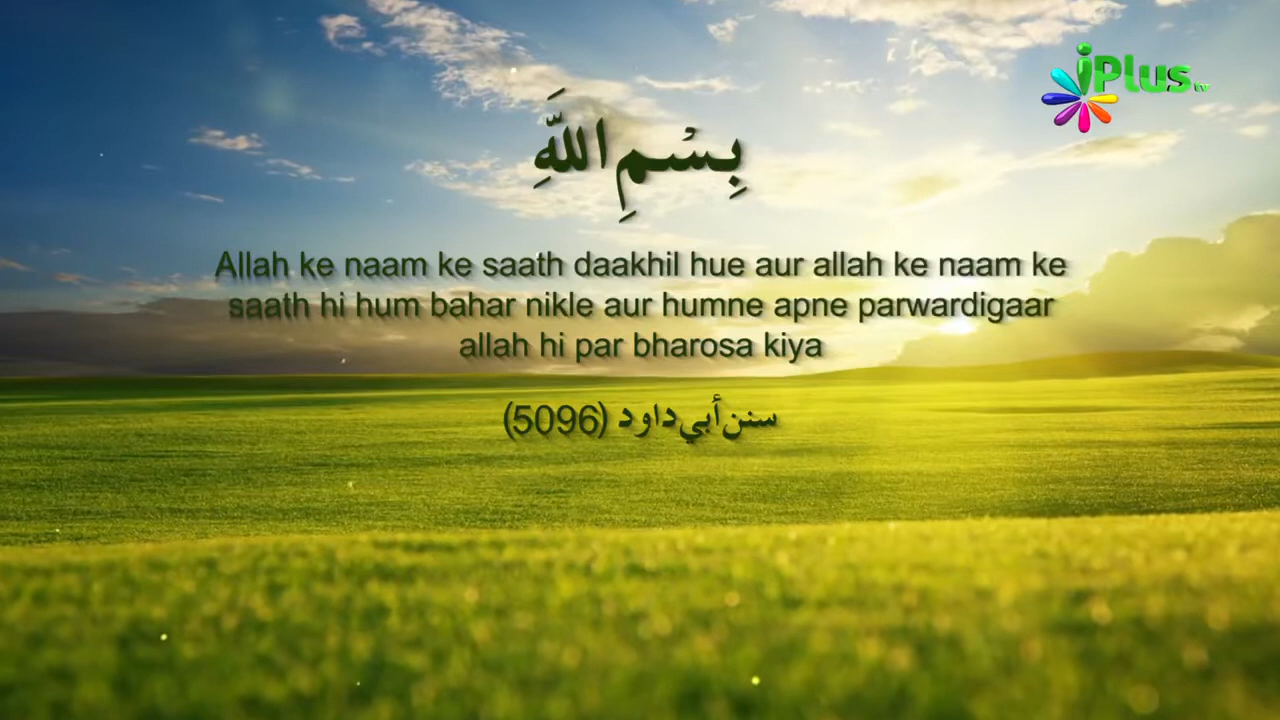 iPlus tv
بِسْمِ اللَّهِ
Allah ke naam ke saath daakhil hue aur allah ke naam ke
saath hi hum bahar nikle aur humne apne parwardigaar
allah hi par bharosa kiya
سنن أبي داود (5096)